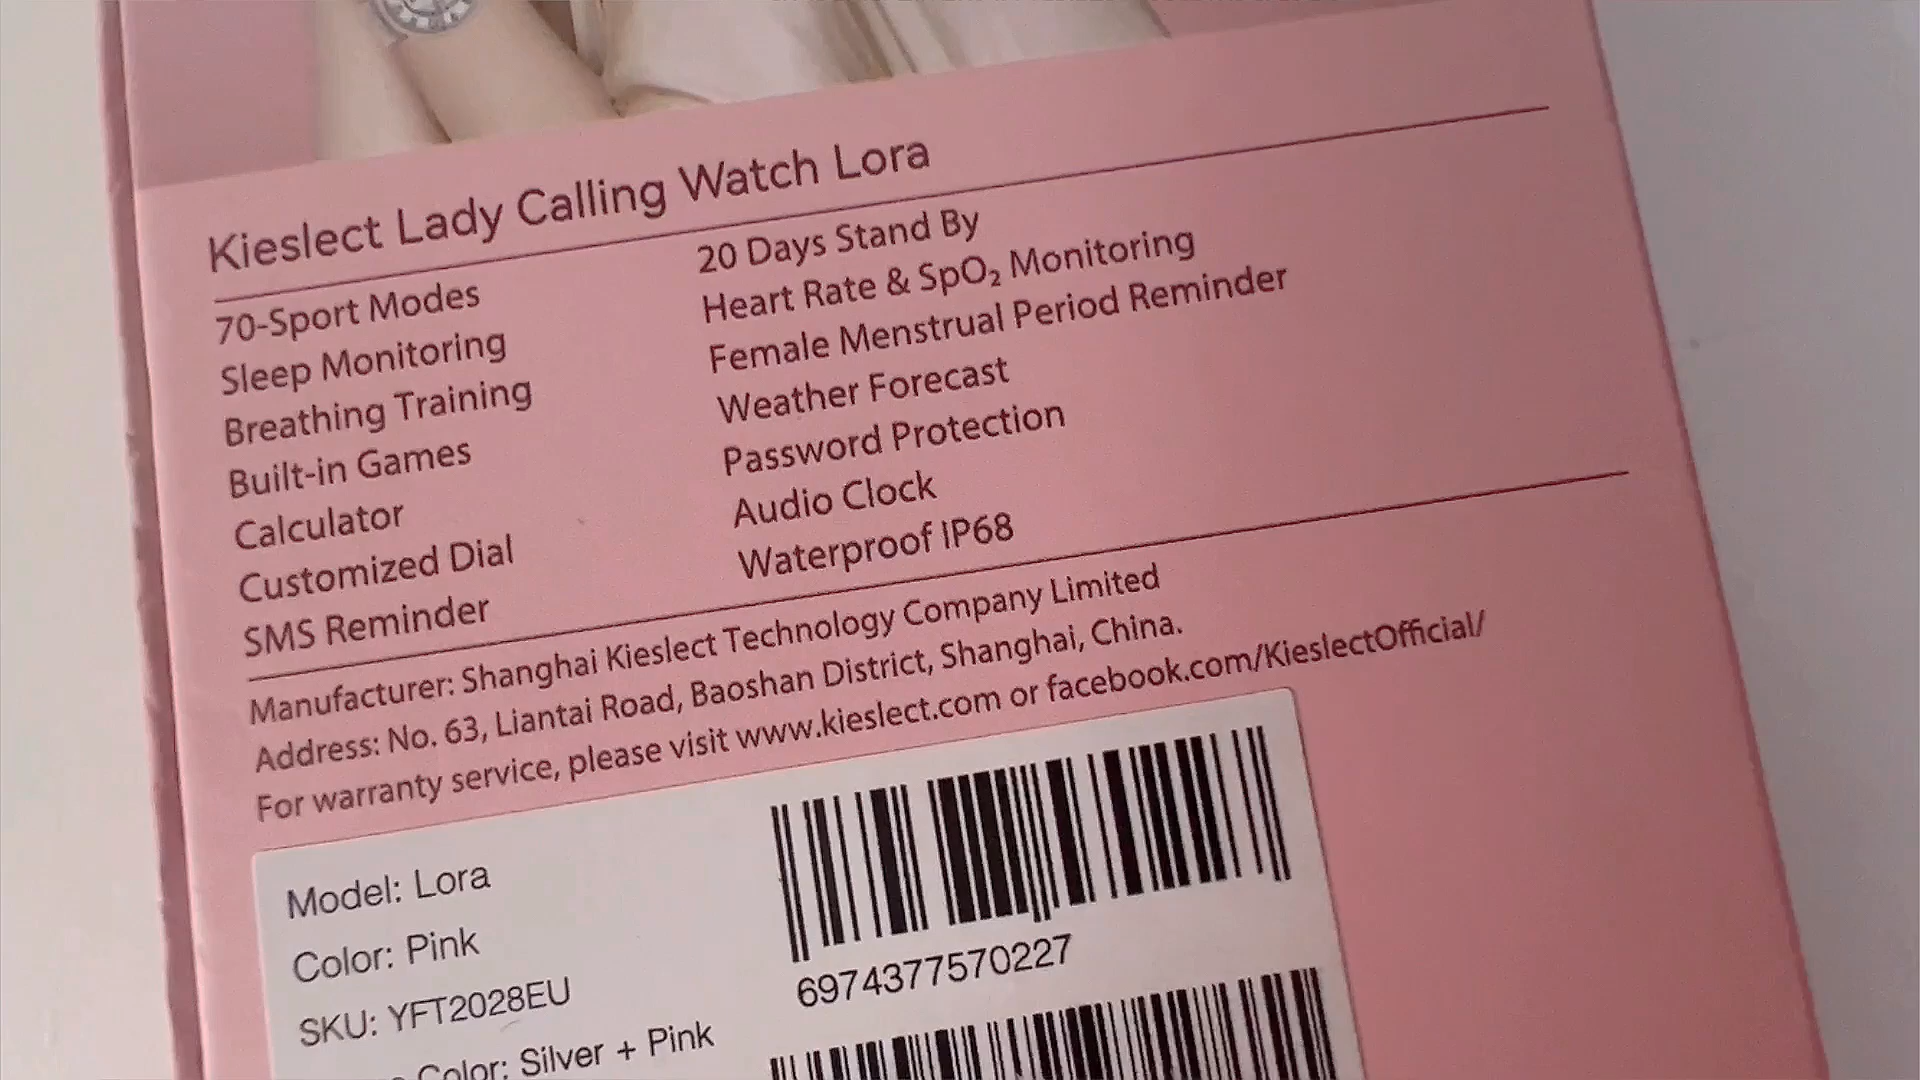 Kieslect Lady Calling Watch Lora
70-Sport Modes
Sleep Monitoring
Breathing Training
Built-in Games
Calculator
Customized Dial
SMS Reminder
20 Days Stand By
Heart Rate & SpO₂ Monitoring
Female Menstrual Period Reminder
Weather Forecast
Password Protection
Audio Clock
Waterproof IP68
Manufacturer: Shanghai Kieslect Technology Company Limited
Address: No. 63, Liantai Road, Baoshan District, Shanghai, China.
For warranty service, please visit www.kieslect.com or facebook.com/KieslectOfficial/
Model: Lora
Color: Pink
SKU: YFT2028EU
Color: Silver + Pink
6974377570227